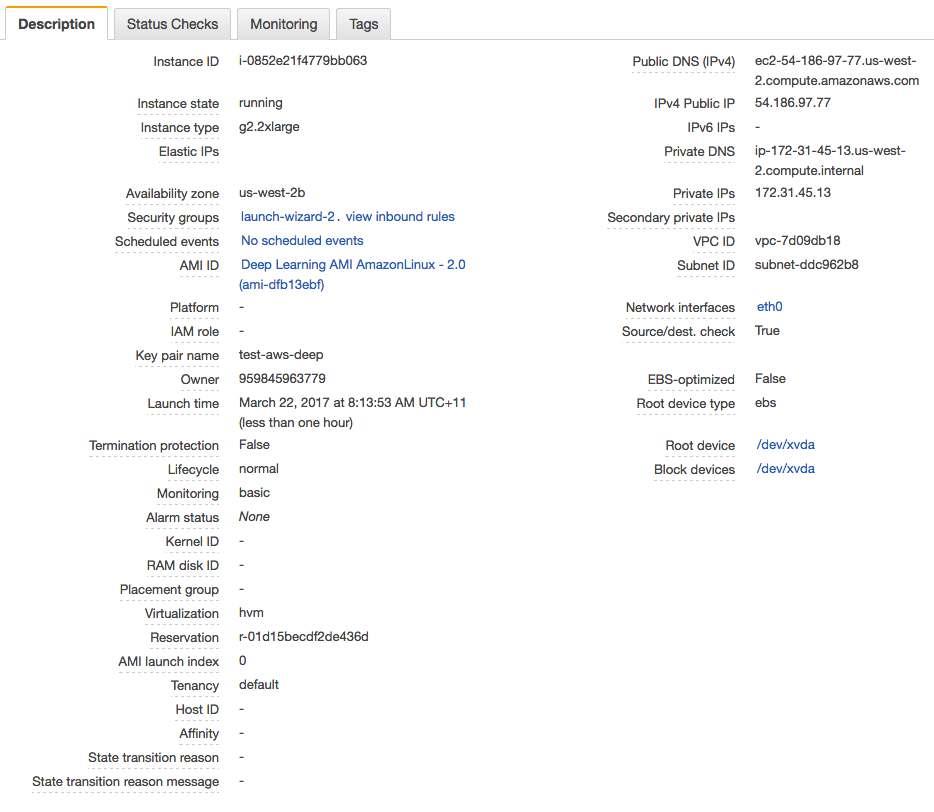 Description Status Checks Monitoring Tags
Instance ID i-0852e21f4779bb063
Instance state running
Instance type g2.2xlarge
Elastic IPs
Availability zone us-west-2b
Security groups launch-wizard-2. view inbound rules
Scheduled events No scheduled events
AMI ID Deep Learning AMI AmazonLinux - 2.0
(ami-dfb13ebf)
Platform -
IAM role -
Key pair name test-aws-deep
Owner 959845963779
Launch time March 22, 2017 at 8:13:53 AM UTC+11
(less than one hour)
Termination protection False
Lifecycle normal
Monitoring basic
Alarm status None
Kernel ID -
RAM disk ID -
Placement group -
Virtualization hvm
Reservation r-01d15becdf2de436d
AMI launch index 0
Tenancy default
Host ID -
Affinity -
State transition reason -
State transition reason message -
Public DNS (IPv4) ec2-54-186-97-77.us-west-
2.compute.amazonaws.com
IPv4 Public IP 54.186.97.77
IPv6 IPs -
Private DNS ip-172-31-45-13.us-west-
2.compute.internal
Private IPs 172.31.45.13
Secondary private IPs
VPC ID vpc-7d09db18
Subnet ID subnet-ddc962b8
Network interfaces eth0
Source/dest. check True
EBS-optimized False
Root device type ebs
Root device /dev/xvda
Block devices /dev/xvda